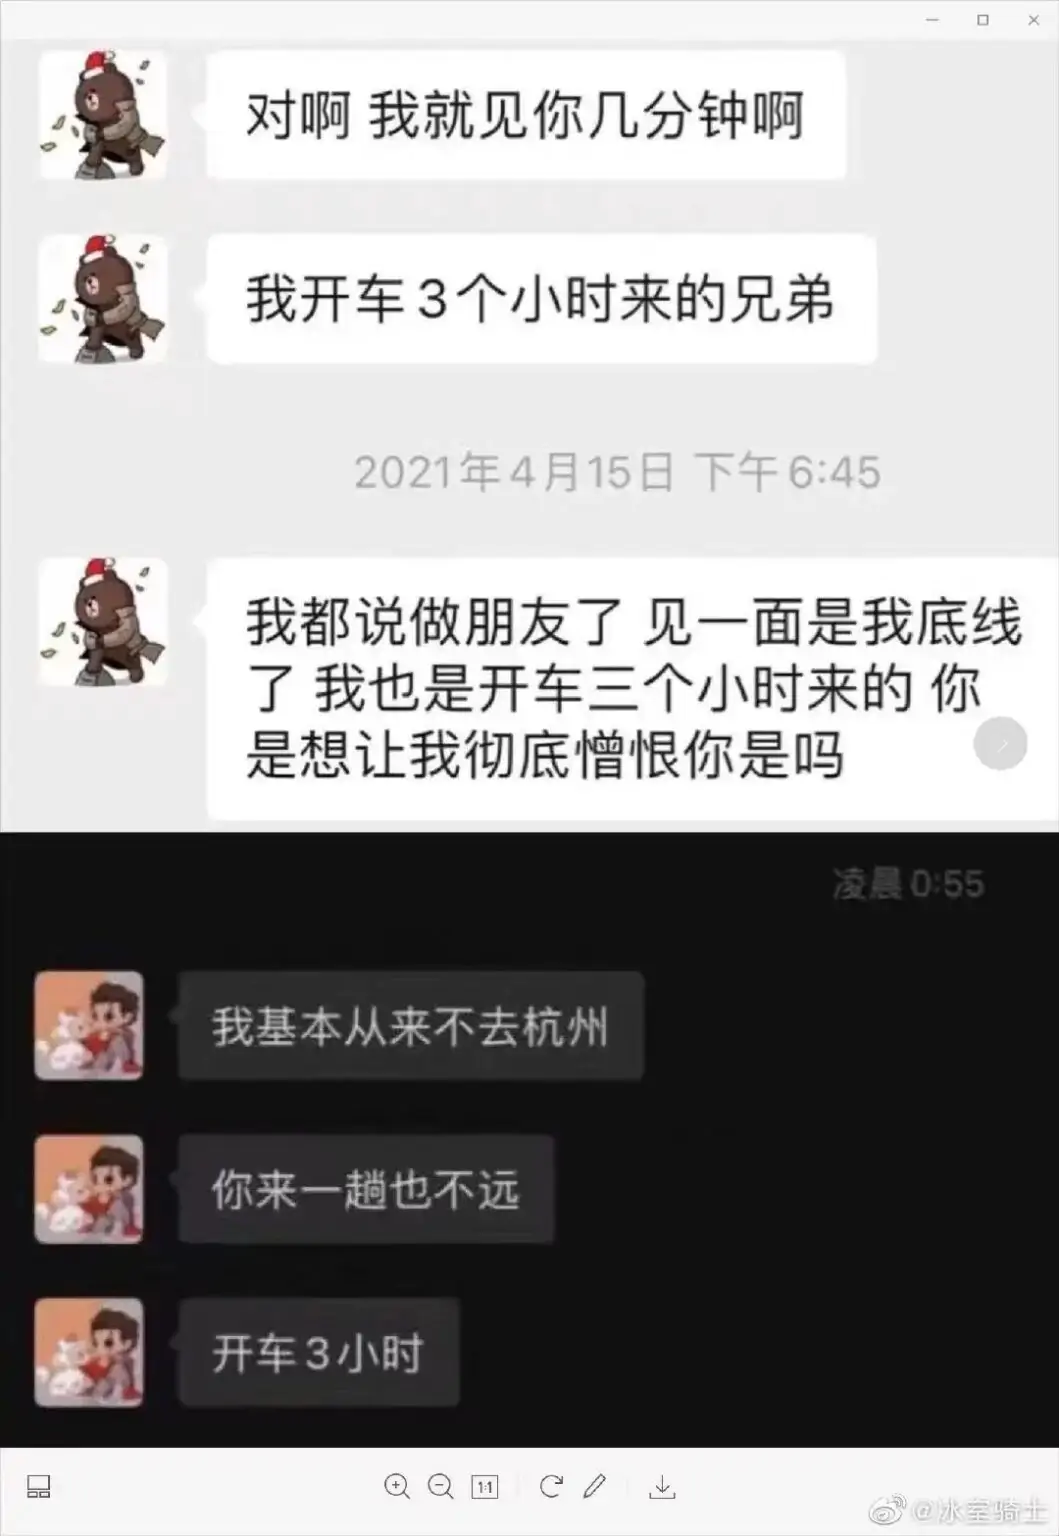 对啊 我就见你几分钟啊
我开车3个小时来的兄弟
2021年4月15日 下午6:45
我都说做朋友了 见一面是我底线
了 我也是开车三个小时来的 你
是想让我彻底憎恨你是吗
凌晨0:55
我基本从来不去杭州
你来一趟也不远
开车3小时
1:1
@冰室骑士